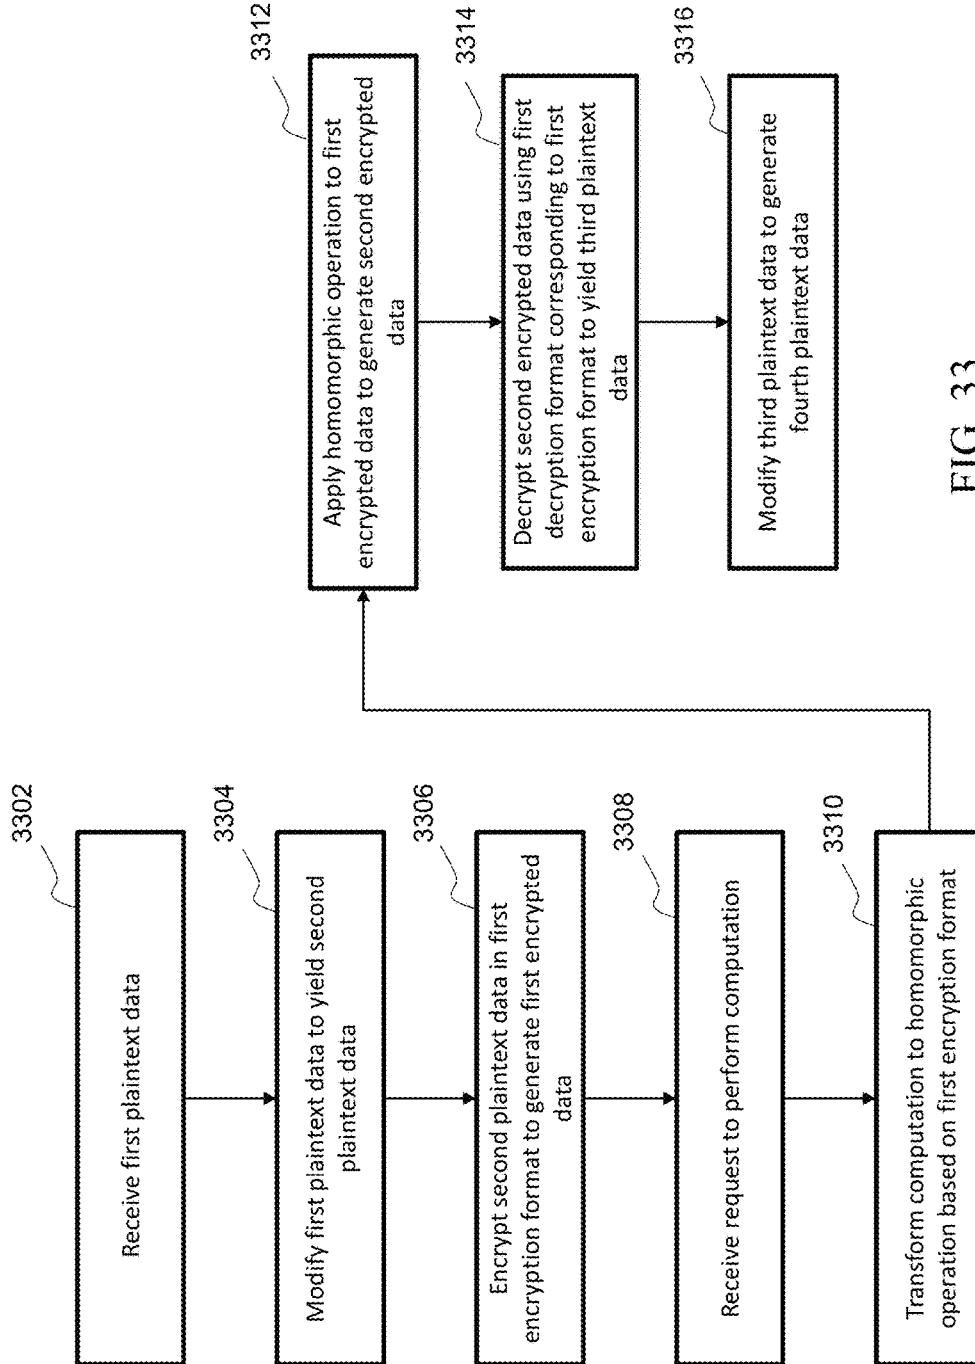 3302
Receive first plaintext data
3304
Modify first plaintext data to yield second
plaintext data
3306
Encrypt second plaintext data in first
encryption format to generate first encrypted
data
3308
Receive request to perform computation
3310
Transform computation to homomorphic
operation based on first encryption format
3312
Apply homomorphic operation to first
encrypted data to generate second encrypted
data
3314
Decrypt second encrypted data using first
decryption format corresponding to first
encryption format to yield third plaintext
data
3316
Modify third plaintext data to generate
fourth plaintext data
FIG. 33